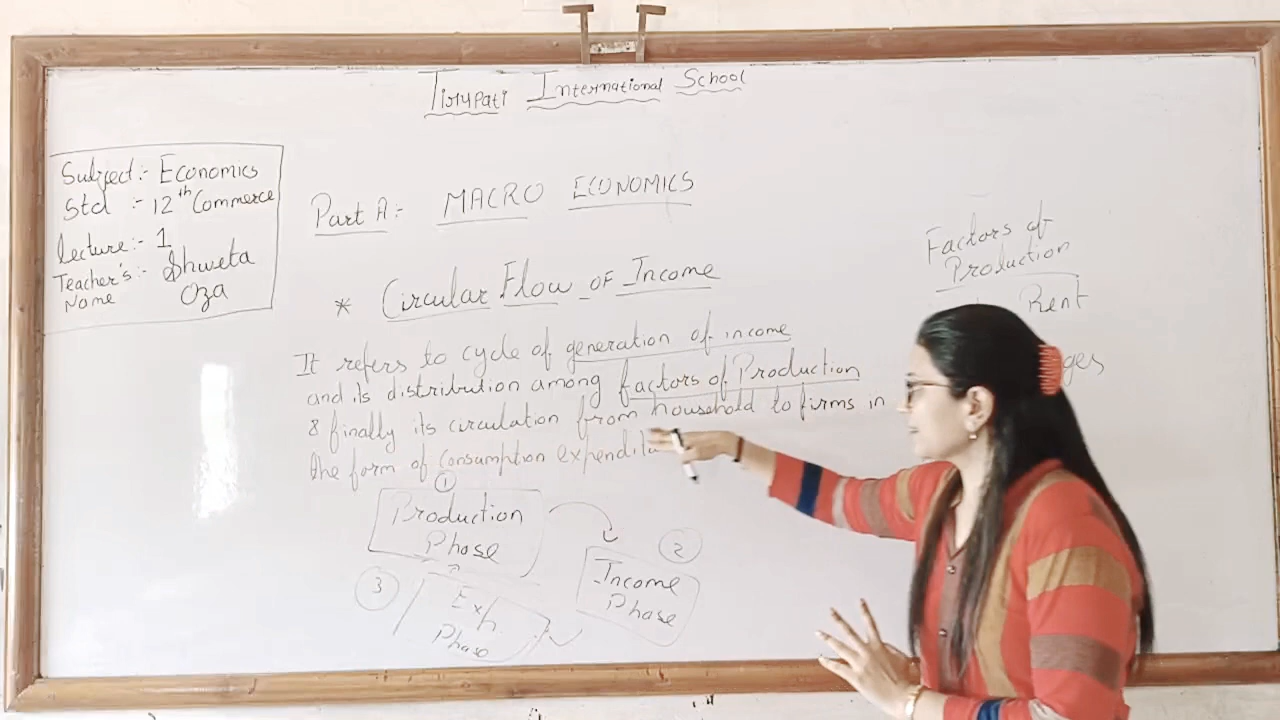 Tirupati International School
Subject:- Economics
Std :- 12th Commerce
Lecture:- 1
Teacher's:- Shweta
Name Oza
Part A:- MACRO ECONOMICS
* Circular Flow of Income
It refers to cycle of generation of income
and its distribution among factors of Production
& finally its circulation from household to firms in
the form of consumption
1
Production
Phase
2
Income
Phase
3
Exp.
Phase
Factors of
Production
Rent